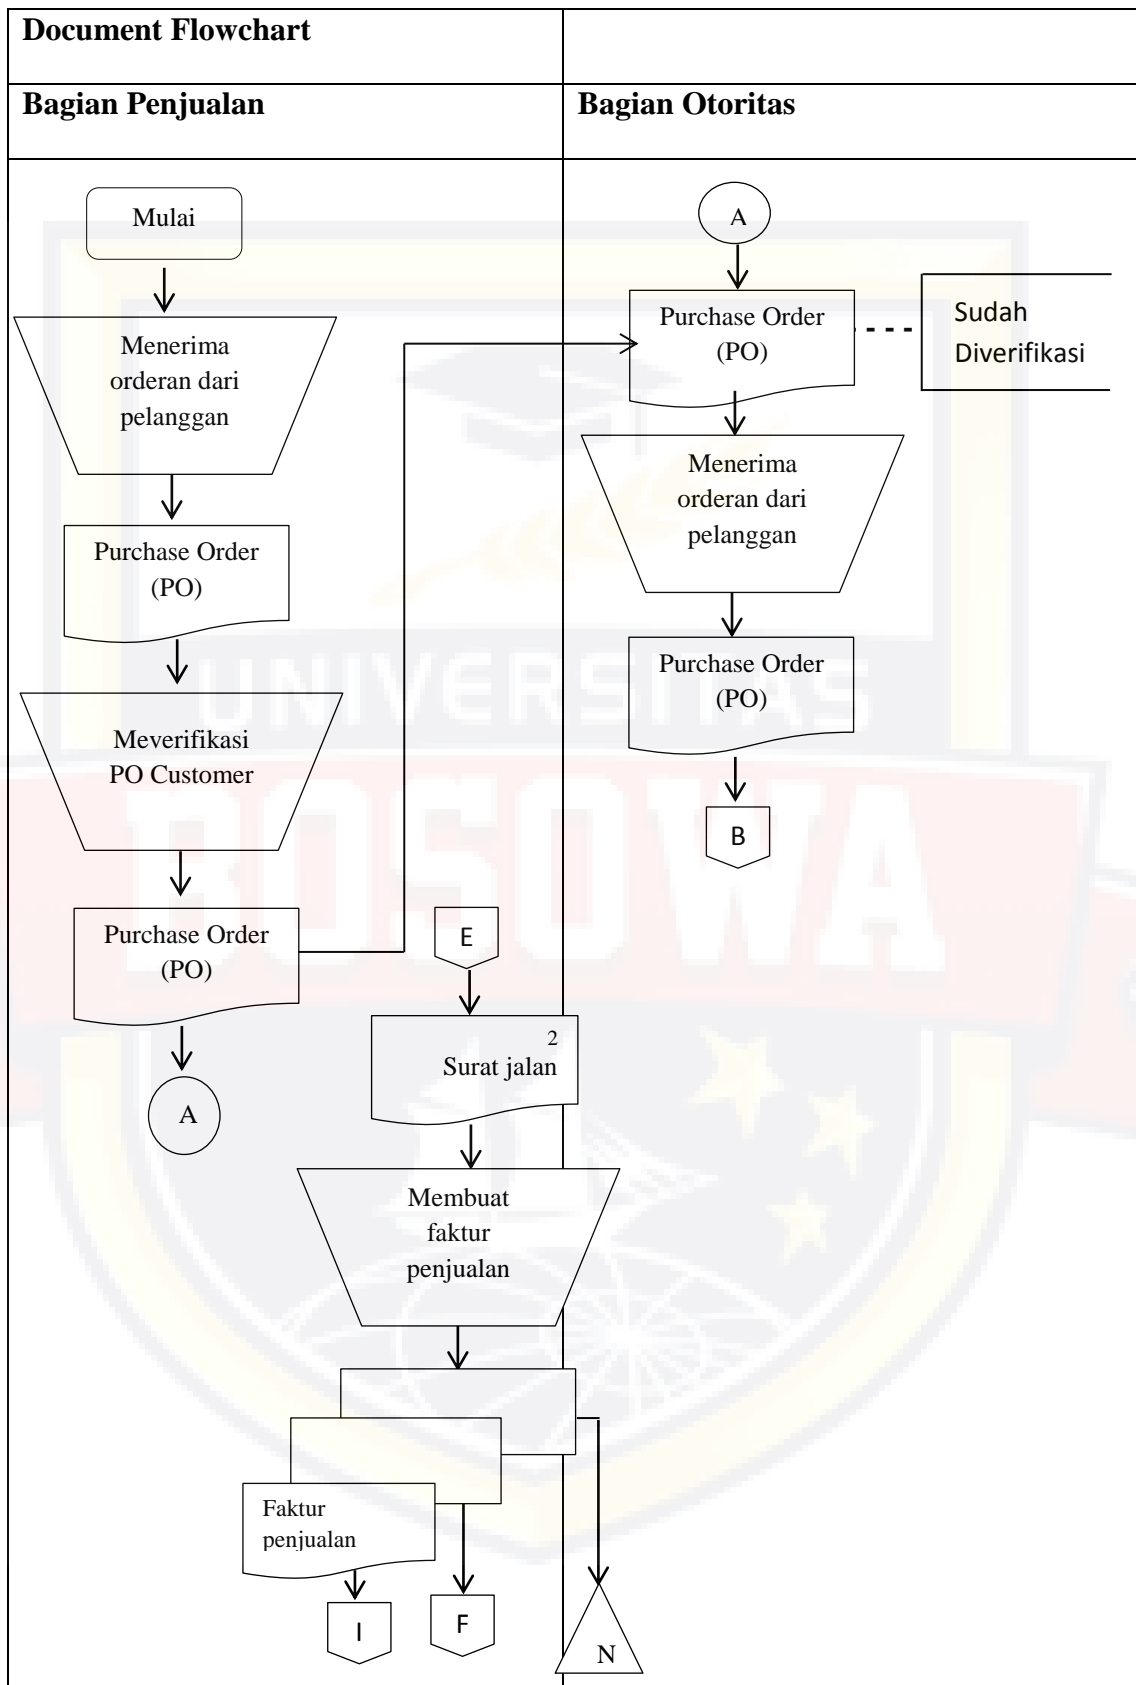 Document Flowchart
Bagian Penjualan
Bagian Otoritas
Mulai
Menerima
orderan dari
pelanggan
Purchase Order
(PO)
Meverifikasi
PO Customer
Purchase Order
(PO)
A
E
2
Surat jalan
Membuat
faktur
penjualan
Faktur
penjualan
I
F
N
A
Purchase Order
(PO)
Sudah
Diverifikasi
Menerima
orderan dari
pelanggan
Purchase Order
(PO)
B
UNIVERSITAS
BOSOWA